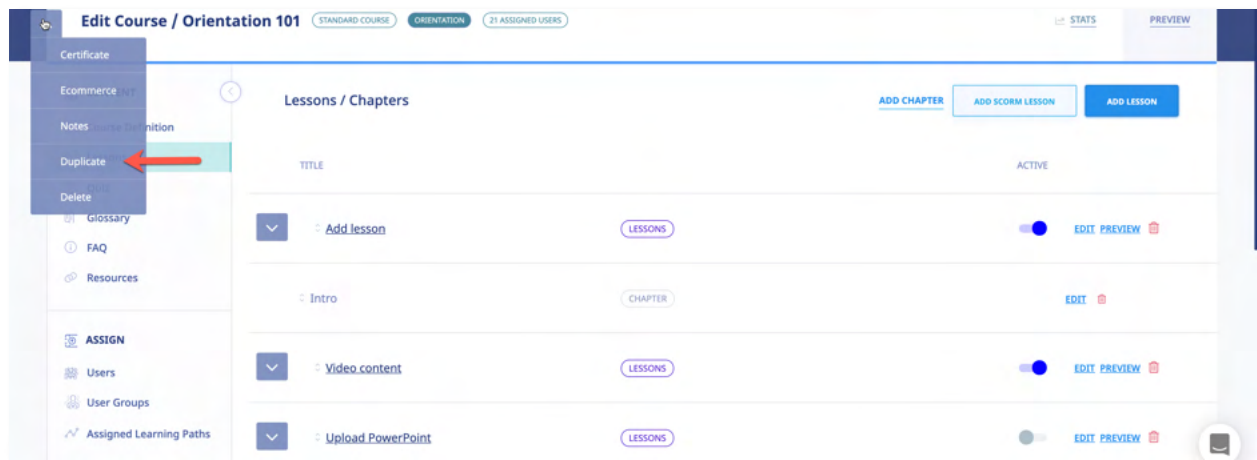 Edit Course / Orientation 101 STANDARD COURSE ORIENTATION 21 ASSIGNED USERS STATS PREVIEW
Certificate
Ecommerce
Notes
Duplicate
Delete
Glossary
FAQ
Resources
ASSIGN
Users
User Groups
Assigned Learning Paths
Lessons / Chapters ADD CHAPTER ADD SCORM LESSON ADD LESSON
TITLE ACTIVE
Add lesson LESSONS EDIT PREVIEW
Intro CHAPTER EDIT
Video content LESSONS EDIT PREVIEW
Upload PowerPoint LESSONS EDIT PREVIEW